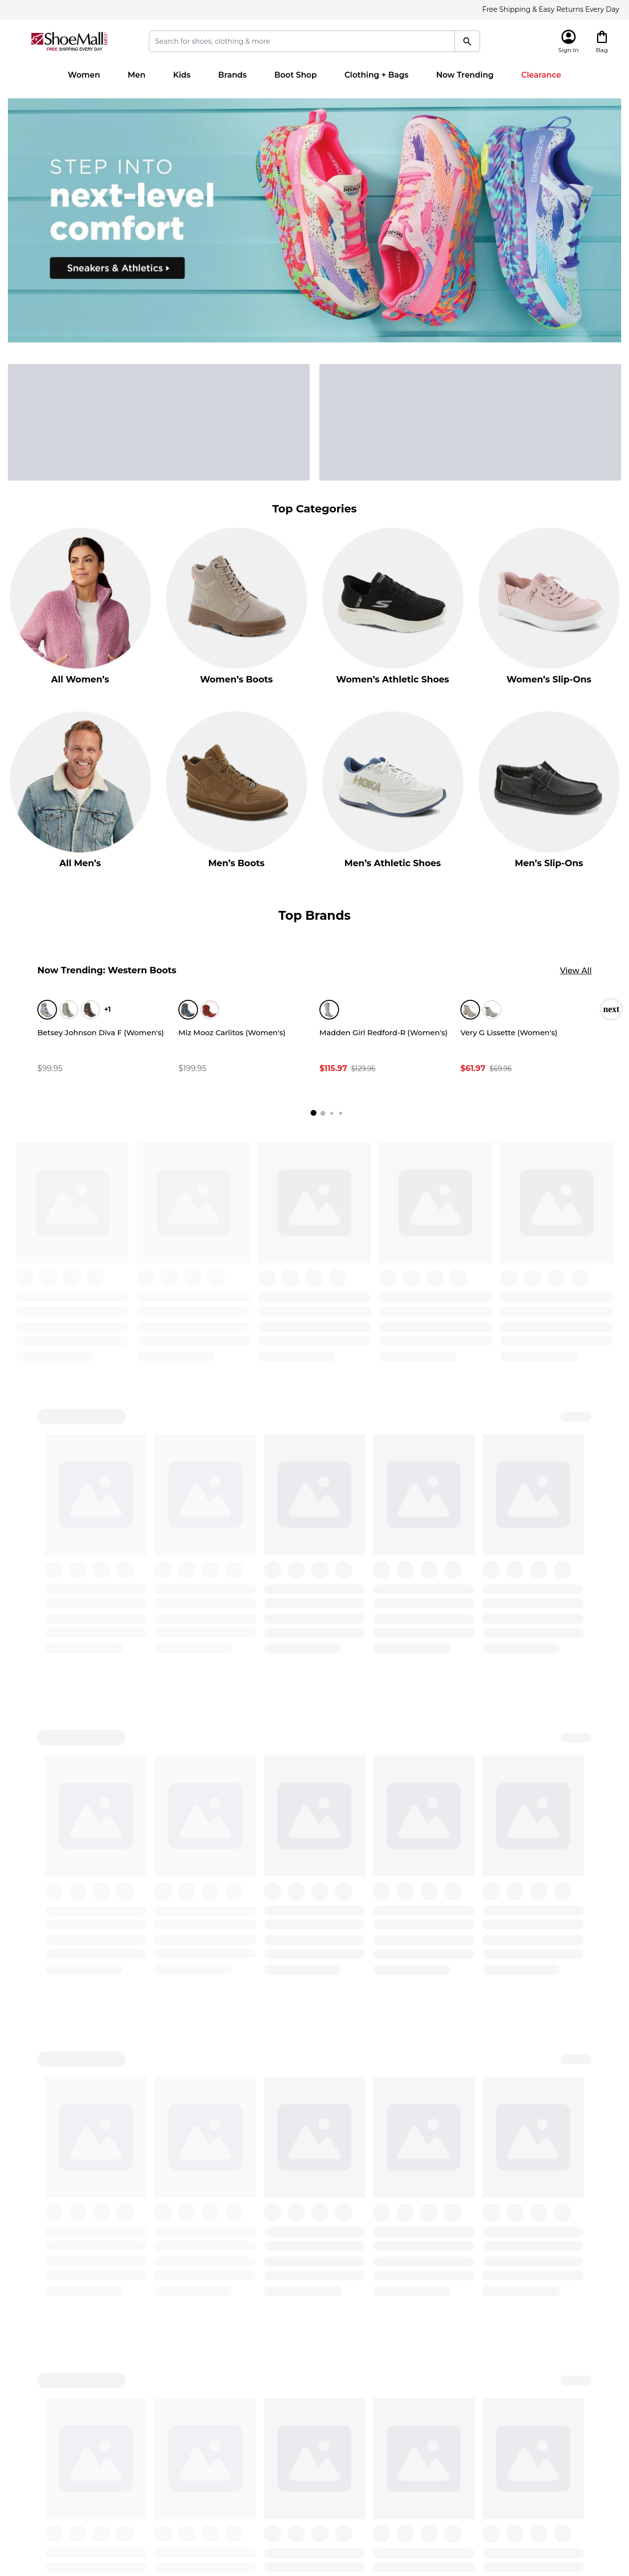 Free Shipping & Easy Returns Every Day
ShoeMall.com
FREE SHIPPING EVERY DAY
Search for shoes, clothing & more
Sign In
Bag
Women
Men
Kids
Brands
Boot Shop
Clothing + Bags
Now Trending
Clearance
STEP INTO
next-level
comfort
Sneakers & Athletics
SKECHERS
Top Categories
All Women's
Women's Boots
Women's Athletic Shoes
Women's Slip-Ons
HOKA
All Men's
Men's Boots
Men's Athletic Shoes
Men's Slip-Ons
Top Brands
Now Trending: Western Boots
View All
+1
next
Betsey Johnson Diva F (Women's)
Miz Mooz Carlitos (Women's)
Madden Girl Redford-R (Women's)
Very G Lissette (Women's)
$99.95
$199.95
$115.97 $129.95
$61.97 $69.95